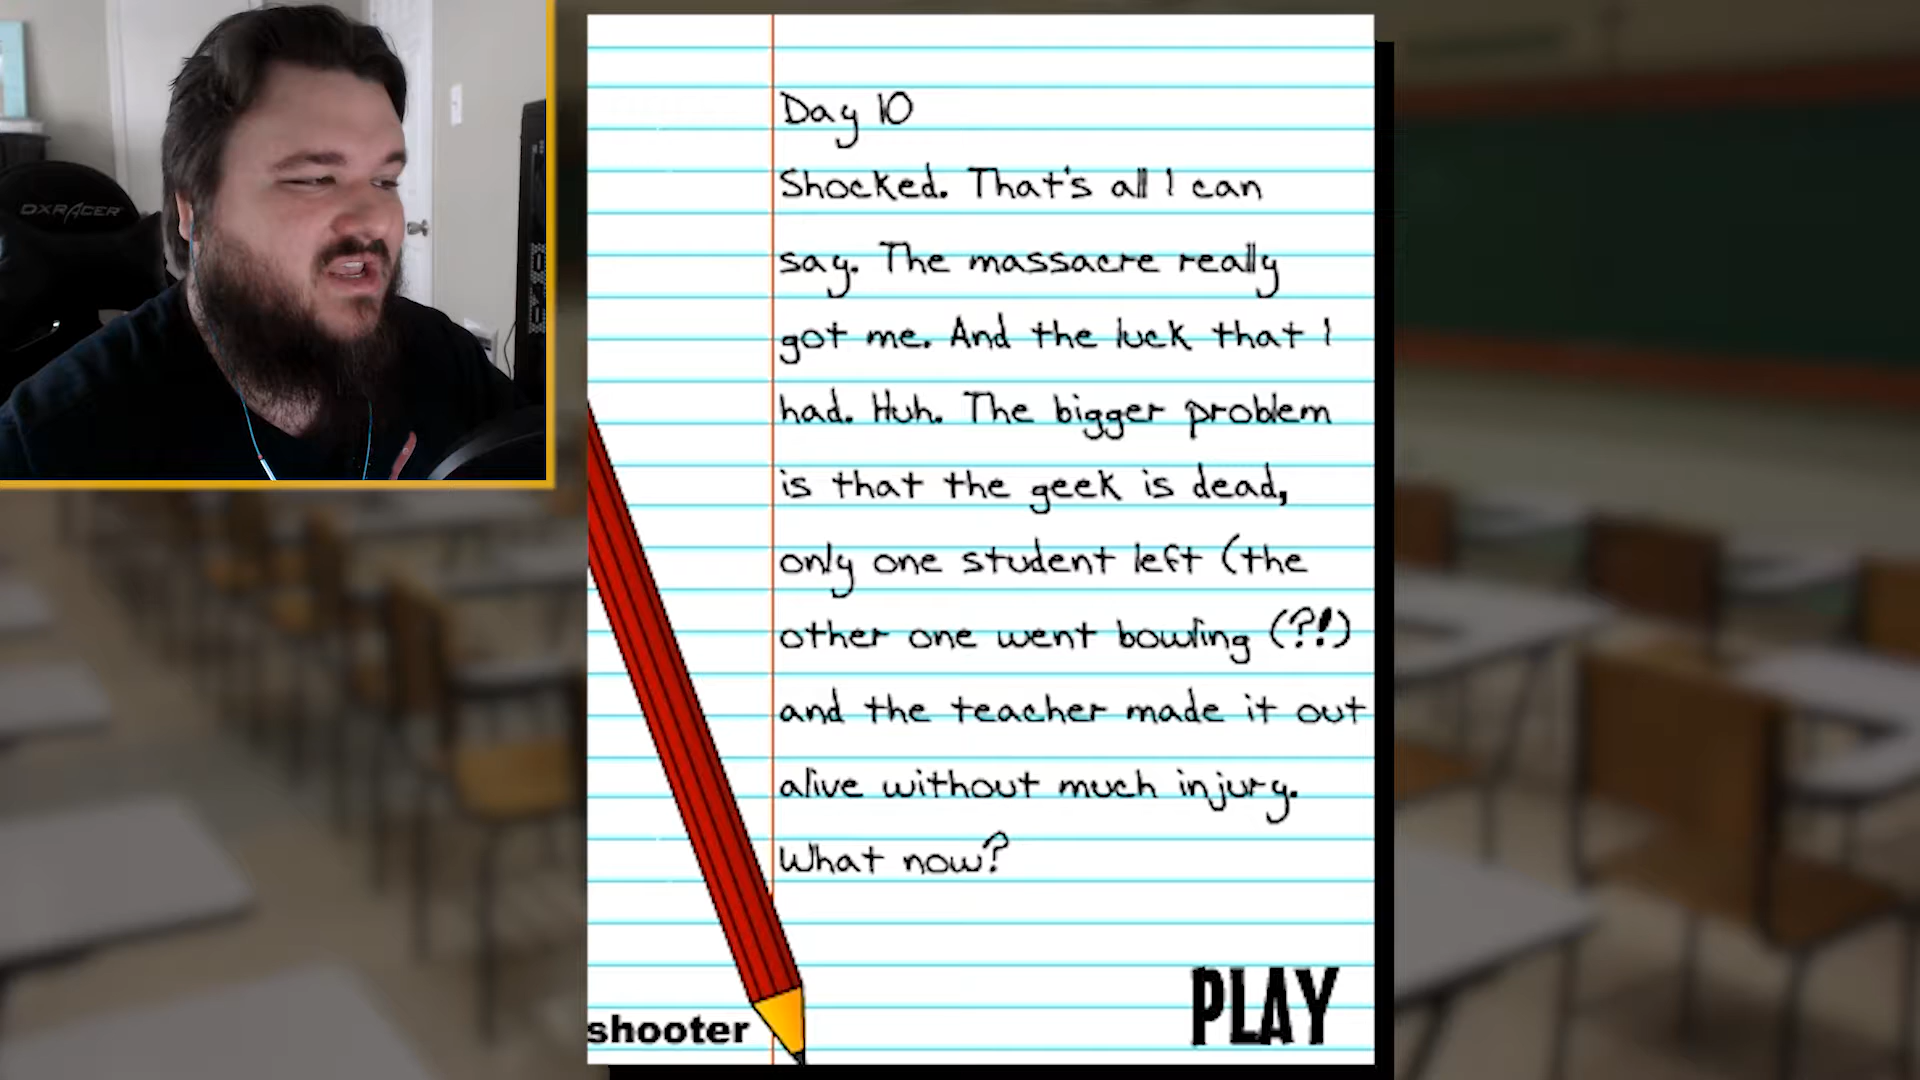 DXRACER
Day 10
Shocked. That's all I can
say. The massacre really
got me. And the luck that I
had. Huh. The bigger problem
is that the geek is dead,
only one student left (the
other one went bowling (?!)
and the teacher made it out
alive without much injury.
What now?
shooter
PLAY